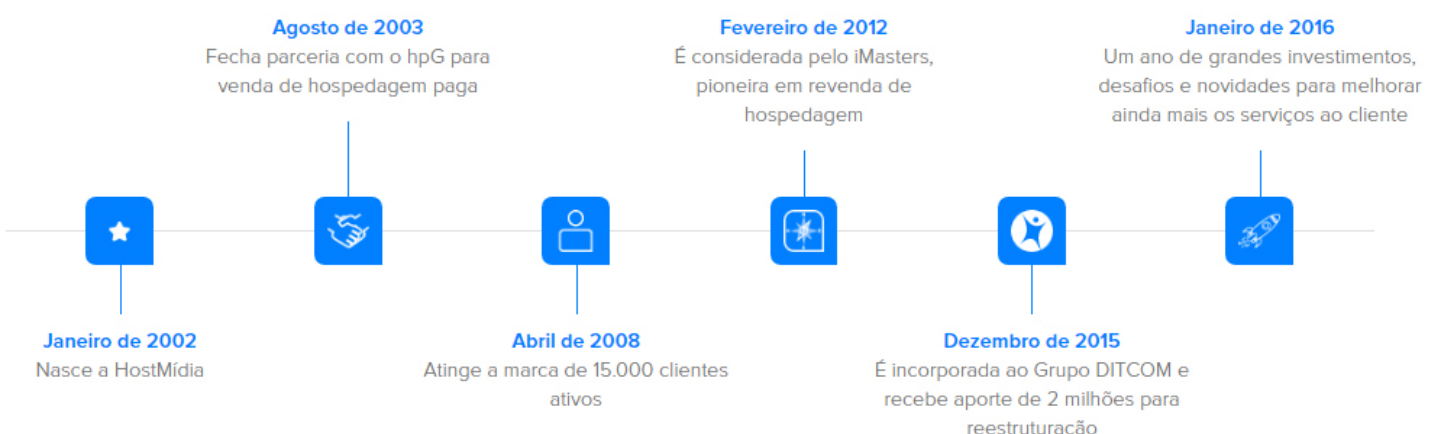 Agosto de 2003
Fecha parceria com o hpG para
venda de hospedagem paga
Fevereiro de 2012
É considerada pelo iMasters,
pioneira em revenda de
hospedagem
Janeiro de 2016
Um ano de grandes investimentos,
desafios e novidades para melhorar
ainda mais os serviços ao cliente
Janeiro de 2002
Nasce a HostMídia
Abril de 2008
Atinge a marca de 15.000 clientes
ativos
Dezembro de 2015
É incorporada ao Grupo DITCOM e
recebe aporte de 2 milhões para
reestruturação